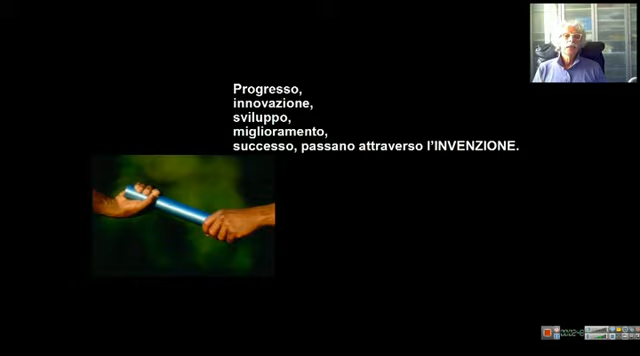 Progresso,
innovazione,
sviluppo,
miglioramento,
successo, passano attraverso l'INVENZIONE.